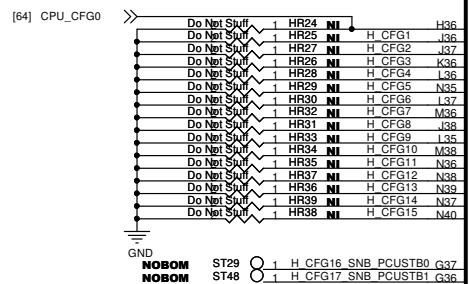 [64] CPU_CFG0
Do Not Stuff 1 HR24 NI H36
Do Not Stuff 1 HR25 NI H_CFG1 J36
Do Not Stuff 1 HR27 NI H_CFG2 J37
Do Not Stuff 1 HR26 NI H_CFG3 K36
Do Not Stuff 1 HR28 NI H_CFG4 L36
Do Not Stuff 1 HR29 NI H_CFG5 N35
Do Not Stuff 1 HR30 NI H_CFG6 L37
Do Not Stuff 1 HR32 NI H_CFG7 M36
Do Not Stuff 1 HR31 NI H_CFG8 J38
Do Not Stuff 1 HR33 NI H_CFG9 L35
Do Not Stuff 1 HR34 NI H_CFG10 M38
Do Not Stuff 1 HR35 NI H_CFG11 N36
Do Not Stuff 1 HR37 NI H_CFG12 N38
Do Not Stuff 1 HR36 NI H_CFG13 N39
Do Not Stuff 1 HR39 NI H_CFG14 N37
Do Not Stuff 1 HR38 NI H_CFG15 N40
GND
NOBOM ST29 1 H_CFG16_SNB_PCUSTB0 G37
NOBOM ST48 1 H_CFG17_SNB_PCUSTB1 G36